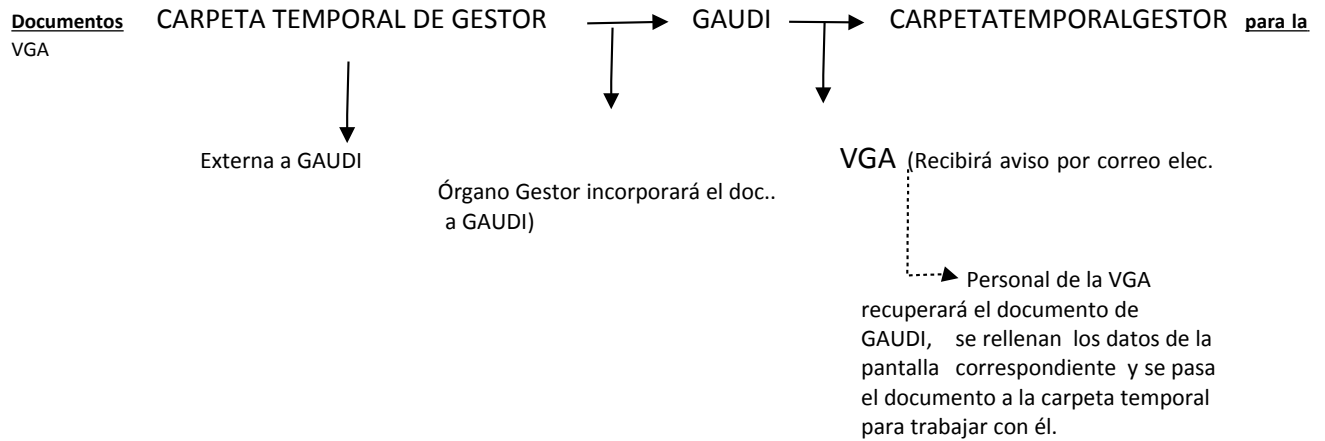 Documentos CARPETA TEMPORAL DE GESTOR GAUDI CARPETATEMPORALGESTOR para la
VGA
Externa a GAUDI
VGA (Recibirá aviso por correo elec.
Órgano Gestor incorporará el doc..
a GAUDI)
Personal de la VGA
recuperará el documento de
GAUDI, se rellenan los datos de la
pantalla correspondiente y se pasa
el documento a la carpeta temporal
para trabajar con él.